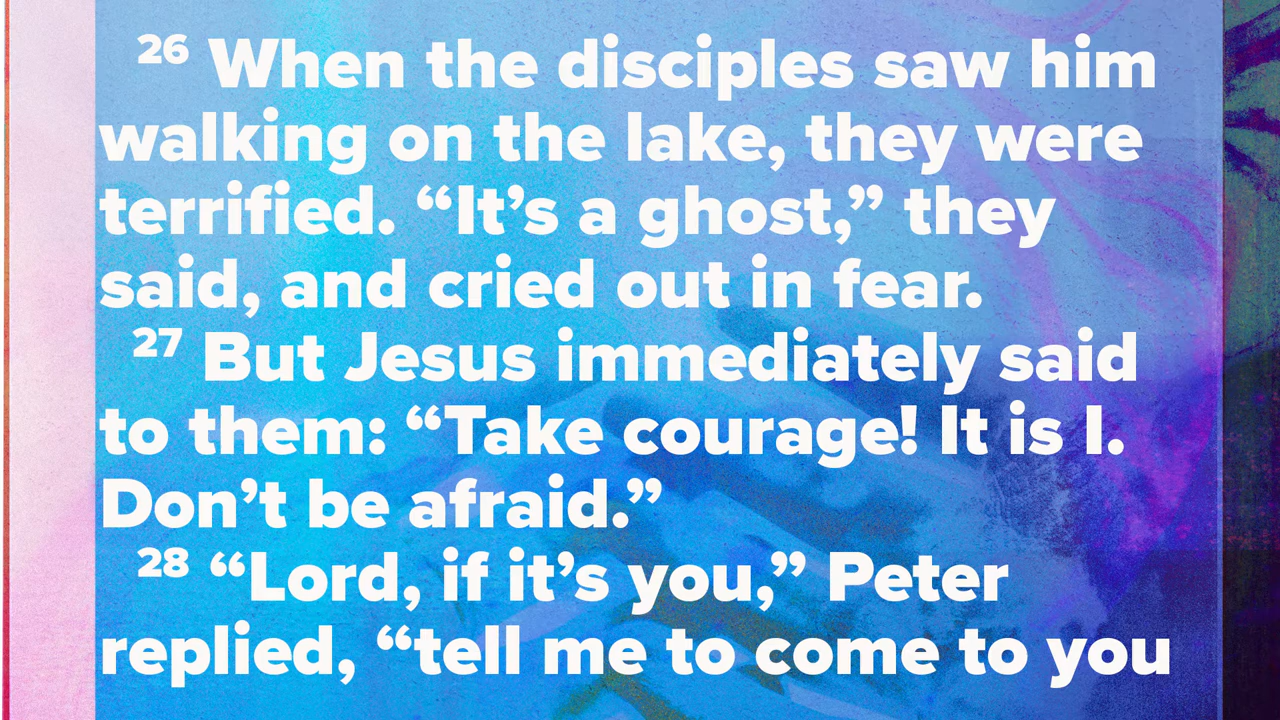 26 When the disciples saw him
walking on the lake, they were
terrified. “It’s a ghost,” they
said, and cried out in fear.
27 But Jesus immediately said
to them: “Take courage! It is I.
Don’t be afraid.”
28 “Lord, if it’s you,” Peter
replied, “tell me to come to you